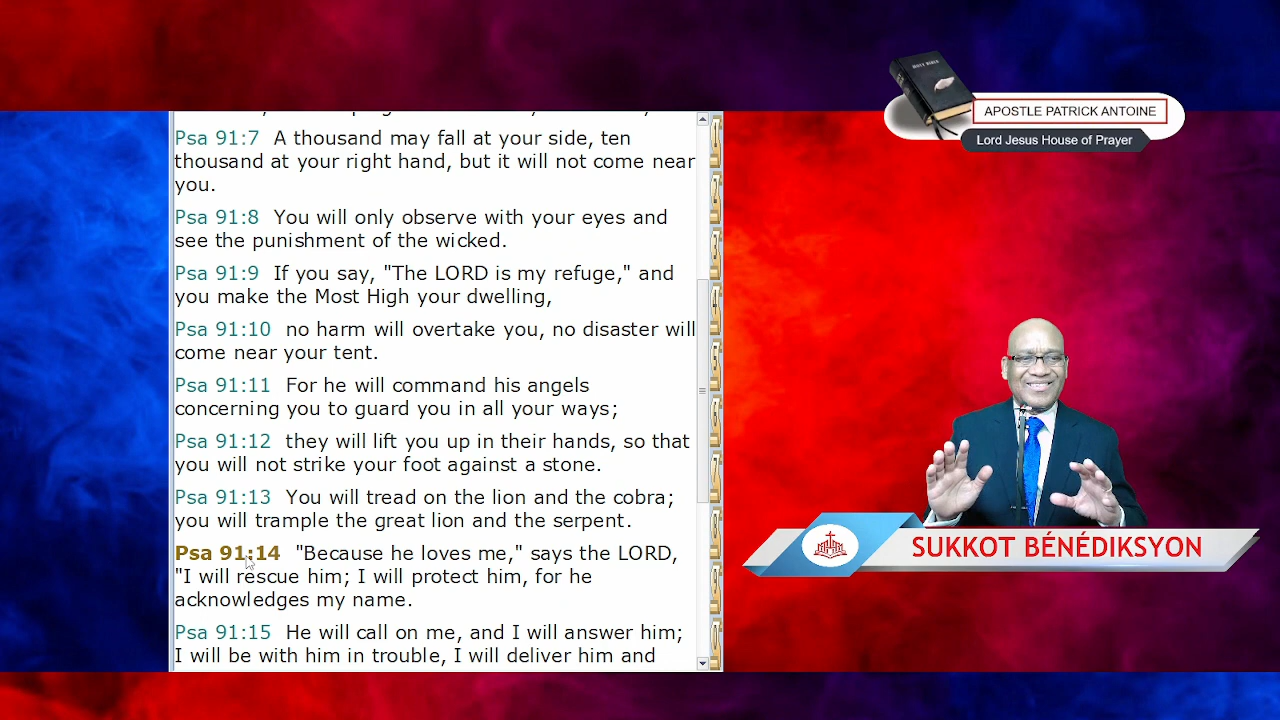 Psa 91:7 A thousand may fall at your side, ten
thousand at your right hand, but it will not come near
you.
Psa 91:8 You will only observe with your eyes and
see the punishment of the wicked.
Psa 91:9 If you say, "The LORD is my refuge," and
you make the Most High your dwelling,
Psa 91:10 no harm will overtake you, no disaster will
come near your tent.
Psa 91:11 For he will command his angels
concerning you to guard you in all your ways;
Psa 91:12 they will lift you up in their hands, so that
you will not strike your foot against a stone.
Psa 91:13 You will tread on the lion and the cobra;
you will trample the great lion and the serpent.
Psa 91:14 "Because he loves me," says the LORD,
"I will rescue him; I will protect him, for he
acknowledges my name.
Psa 91:15 He will call on me, and I will answer him;
I will be with him in trouble, I will deliver him and
HOLY BIBLE
APOSTLE PATRICK ANTOINE
Lord Jesus House of Prayer
SUKKOT BÉNÉDIKSYON